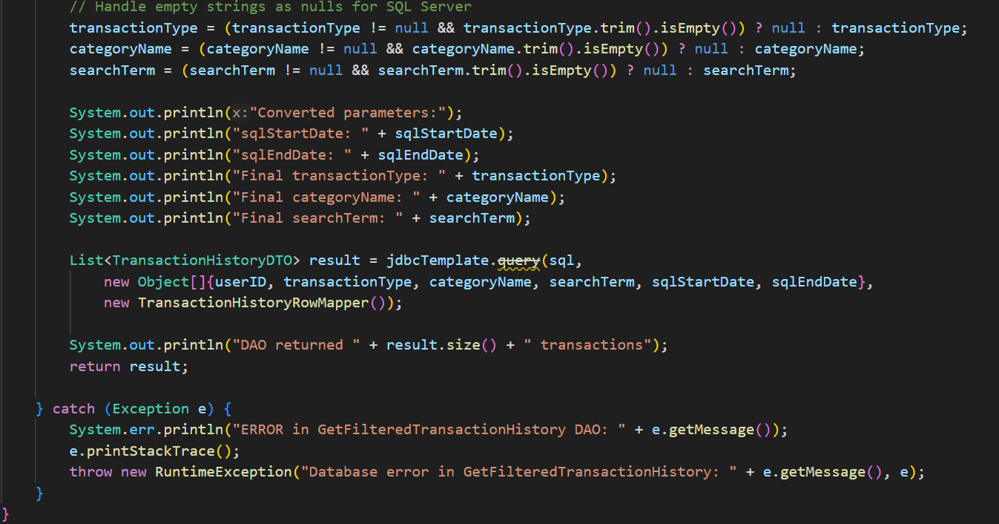 // Handle empty strings as nulls for SQL Server
transactionType = (transactionType != null && transactionType.trim().isEmpty()) ? null : transactionType;
categoryName = (categoryName != null && categoryName.trim().isEmpty()) ? null : categoryName;
searchTerm = (searchTerm != null && searchTerm.trim().isEmpty()) ? null : searchTerm;
System.out.println(x:"Converted parameters:");
System.out.println("sqlStartDate: " + sqlStartDate);
System.out.println("sqlEndDate: " + sqlEndDate);
System.out.println("Final transactionType: " + transactionType);
System.out.println("Final categoryName: " + categoryName);
System.out.println("Final searchTerm: " + searchTerm);
List<TransactionHistoryDTO> result = jdbcTemplate.query(sql,
new Object[]{userID, transactionType, categoryName, searchTerm, sqlStartDate, sqlEndDate},
new TransactionHistoryRowMapper());
System.out.println("DAO returned " + result.size() + " transactions");
return result;
} catch (Exception e) {
System.err.println("ERROR in GetFilteredTransactionHistory DAO: " + e.getMessage());
e.printStackTrace();
throw new RuntimeException("Database error in GetFilteredTransactionHistory: " + e.getMessage(), e);
}
}